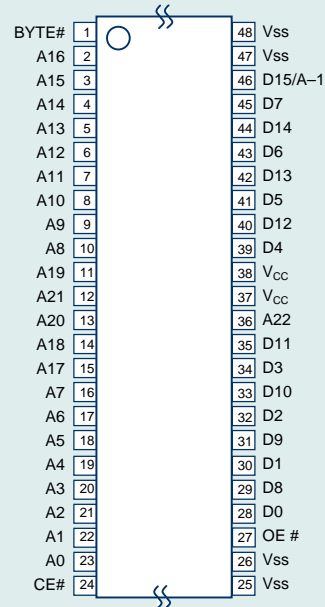 BYTE# 1 48 Vss
A16 2 47 Vss
A15 3 46 D15/A–1
A14 4 45 D7
A13 5 44 D14
A12 6 43 D6
A11 7 42 D13
A10 8 41 D5
A9 9 40 D12
A8 10 39 D4
A19 11 38 VCC
A21 12 37 VCC
A20 13 36 A22
A18 14 35 D11
A17 15 34 D3
A7 16 33 D10
A6 17 32 D2
A5 18 31 D9
A4 19 30 D1
A3 20 29 D8
A2 21 28 D0
A1 22 27 OE #
A0 23 26 Vss
CE# 24 25 Vss